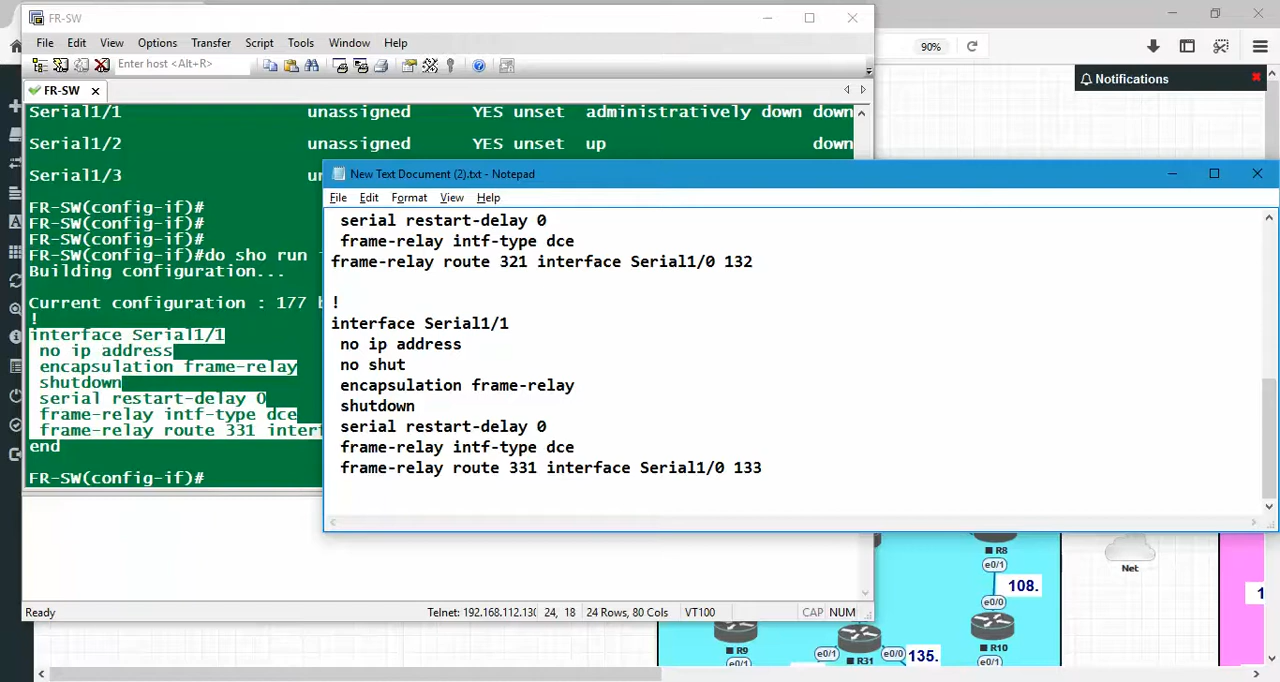 FR-SW
File Edit View Options Transfer Script Tools Window Help
Enter host <Alt+R>
90%
Notifications
FR-SW
Serial1/1 unassigned YES unset administratively down down
Serial1/2 unassigned YES unset up down
Serial1/3
FR-SW(config-if)#
FR-SW(config-if)#
FR-SW(config-if)#
FR-SW(config-if)#do sho run
Building configuration...
Current configuration : 177
!
interface Serial1/1
no ip address
encapsulation frame-relay
shutdown
serial restart-delay 0
frame-relay intf-type dce
frame-relay route 331
end
FR-SW(config-if)#
New Text Document (2).txt - Notepad
File Edit Format View Help
serial restart-delay 0
frame-relay intf-type dce
frame-relay route 321 interface Serial1/0 132
!
interface Serial1/1
no ip address
no shut
encapsulation frame-relay
shutdown
serial restart-delay 0
frame-relay intf-type dce
frame-relay route 331 interface Serial1/0 133
Ready
Telnet: 192.168.112.130 24, 18 24 Rows, 80 Cols VT100 CAP NUM
R8
e0/1
Net
108.
e0/0
R9
e0/1
R31
e0/1
e0/0
135.
R10
e0/1
1